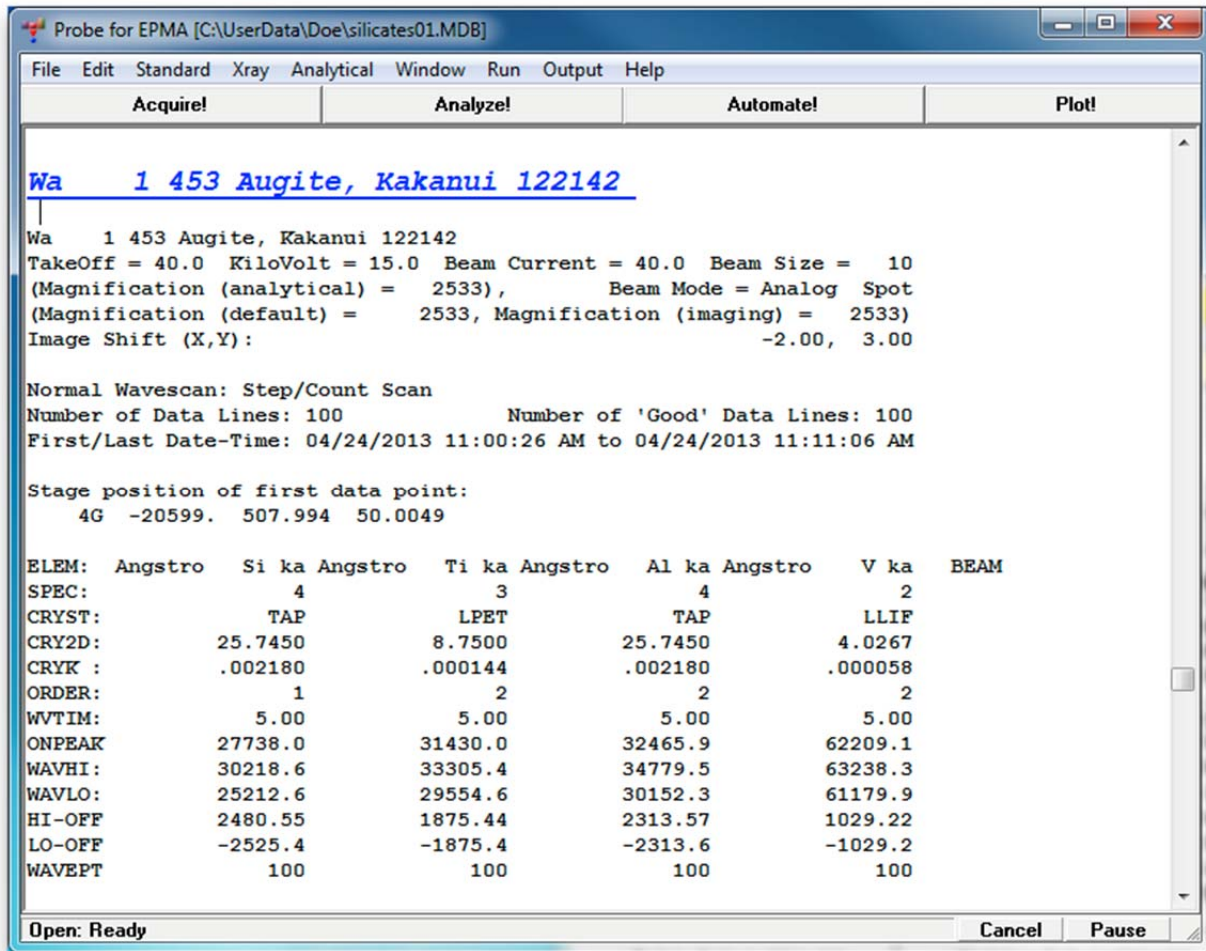 Probe for EPMA [C:\UserData\Doe\silicates01.MDB]
File Edit Standard Xray Analytical Window Run Output Help
Acquire! Analyze! Automate! Plot!
Wa 1 453 Augite, Kakanui 122142
Wa 1 453 Augite, Kakanui 122142
TakeOff = 40.0 KiloVolt = 15.0 Beam Current = 40.0 Beam Size = 10
(Magnification (analytical) = 2533), Beam Mode = Analog Spot
(Magnification (default) = 2533, Magnification (imaging) = 2533)
Image Shift (X,Y): -2.00, 3.00
Normal Wavescan: Step/Count Scan
Number of Data Lines: 100 Number of 'Good' Data Lines: 100
First/Last Date-Time: 04/24/2013 11:00:26 AM to 04/24/2013 11:11:06 AM
Stage position of first data point:
4G -20599. 507.994 50.0049
ELEM: Angstro Si ka Angstro Ti ka Angstro Al ka Angstro V ka BEAM
SPEC: 4 3 4 2
CRYST: TAP LPET TAP LLIF
CRY2D: 25.7450 8.7500 25.7450 4.0267
CRYK : .002180 .000144 .002180 .000058
ORDER: 1 2 2 2
WVTIM: 5.00 5.00 5.00 5.00
ONPEAK 27738.0 31430.0 32465.9 62209.1
WAVHI: 30218.6 33305.4 34779.5 63238.3
WAVLO: 25212.6 29554.6 30152.3 61179.9
HI-OFF 2480.55 1875.44 2313.57 1029.22
LO-OFF -2525.4 -1875.4 -2313.6 -1029.2
WAVEPT 100 100 100 100
Open: Ready Cancel Pause